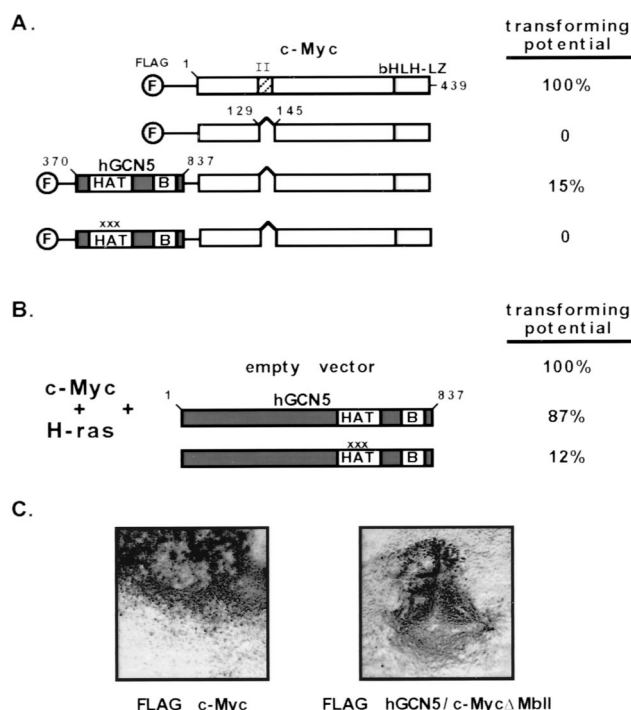 A.
transforming
potential
c-Myc
FLAG 1 II bHLH-LZ
F 439 100%
129 145
F 0
370 hGCN5 837
F HAT B 15%
xxx
F HAT B 0
B.
transforming
potential
empty vector 100%
c-Myc
+ +
H-ras
1 hGCN5 837
HAT B 87%
xxx
HAT B 12%
C.
FLAG c-Myc FLAG hGCN5/c-Myc∆MbII